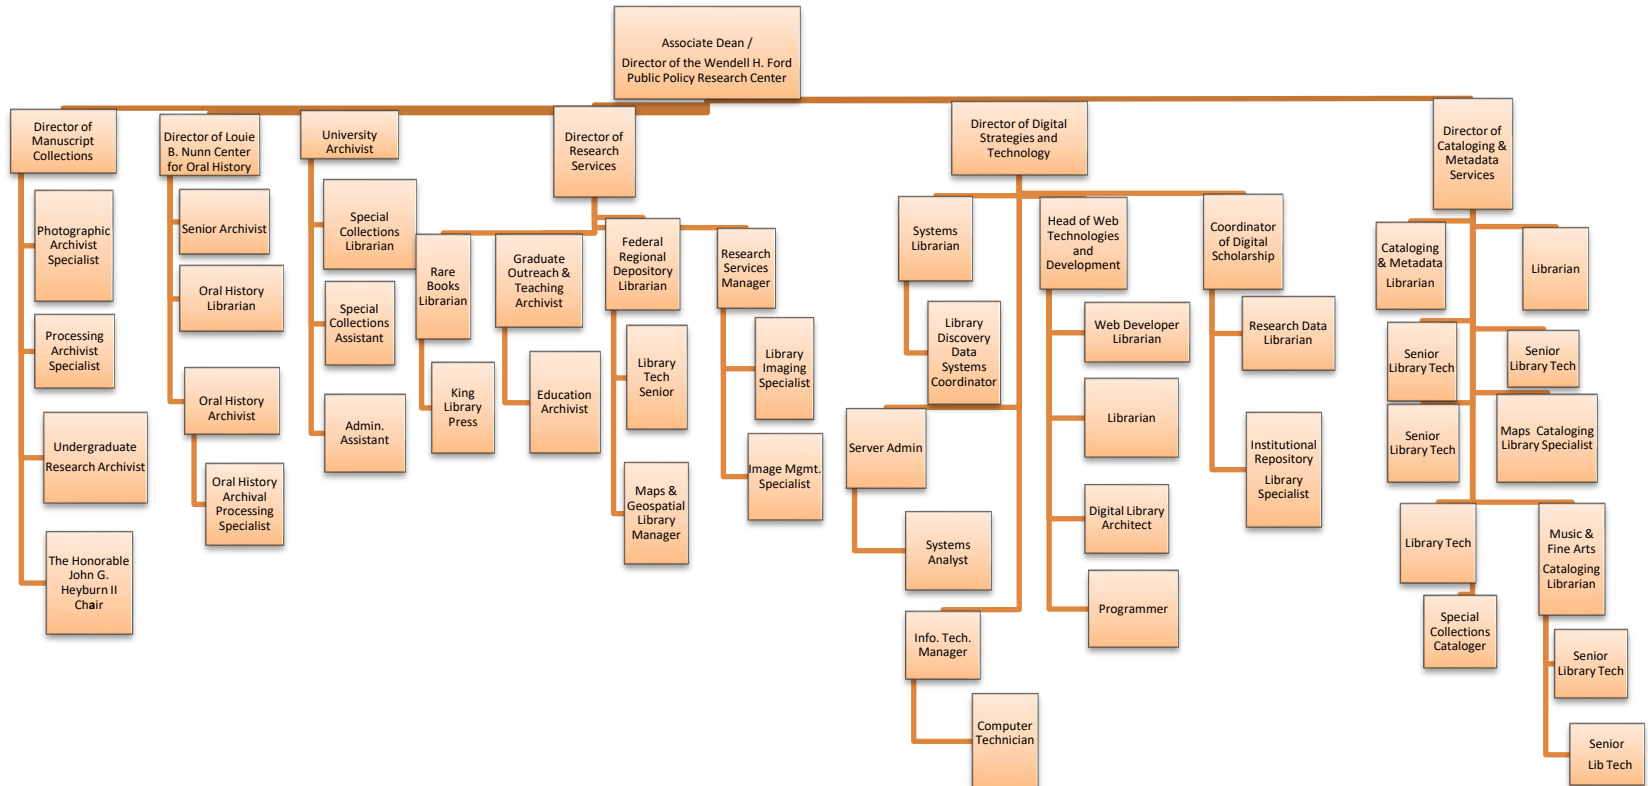 Associate Dean /
Director of the Wendell H. Ford
Public Policy Research Center
Director of
Manuscript
Collections
Photographic
Archivist
Specialist
Processing
Archivist
Specialist
Undergraduate
Research Archivist
The Honorable
John G.
Heyburn II
Chair
Director of Louie
B. Nunn Center
for Oral History
Senior Archivist
Oral History
Librarian
Oral History
Archivist
Oral History
Archival
Processing
Specialist
University
Archivist
Special
Collections
Librarian
Special
Collections
Assistant
Admin.
Assistant
Director of
Research
Services
Rare
Books
Librarian
King
Library
Press
Graduate
Outreach &
Teaching
Archivist
Education
Archivist
Federal
Regional
Depository
Librarian
Library
Tech
Senior
Maps &
Geospatial
Library
Manager
Research
Services
Manager
Library
Imaging
Specialist
Image Mgmt.
Specialist
Director of Digital
Strategies and
Technology
Systems
Librarian
Library
Discovery
Data
Systems
Coordinator
Server Admin
Systems
Analyst
Info. Tech.
Manager
Computer
Technician
Head of Web
Technologies
and
Development
Web Developer
Librarian
Librarian
Digital Library
Architect
Programmer
Coordinator
of Digital
Scholarship
Research Data
Librarian
Institutional
Repository
Library
Specialist
Director of
Cataloging &
Metadata
Services
Cataloging
& Metadata
Librarian
Librarian
Senior
Library Tech
Senior
Library Tech
Senior
Library Tech
Maps Cataloging
Library Specialist
Library Tech
Special
Collections
Cataloger
Music &
Fine Arts
Cataloging
Librarian
Senior
Library Tech
Senior
Lib Tech